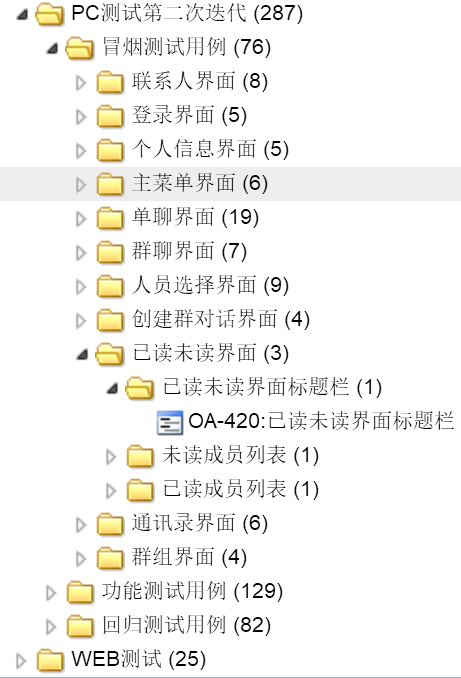 PC测试第二次迭代 (287)
冒烟测试用例 (76)
联系人界面 (8)
登录界面 (5)
个人信息界面 (5)
主菜单界面 (6)
单聊界面 (19)
群聊界面 (7)
人员选择界面 (9)
创建群对话界面 (4)
已读未读界面 (3)
已读未读界面标题栏 (1)
OA-420:已读未读界面标题栏
未读成员列表 (1)
已读成员列表 (1)
通讯录界面 (6)
群组界面 (4)
功能测试用例 (129)
回归测试用例 (82)
WEB测试 (25)